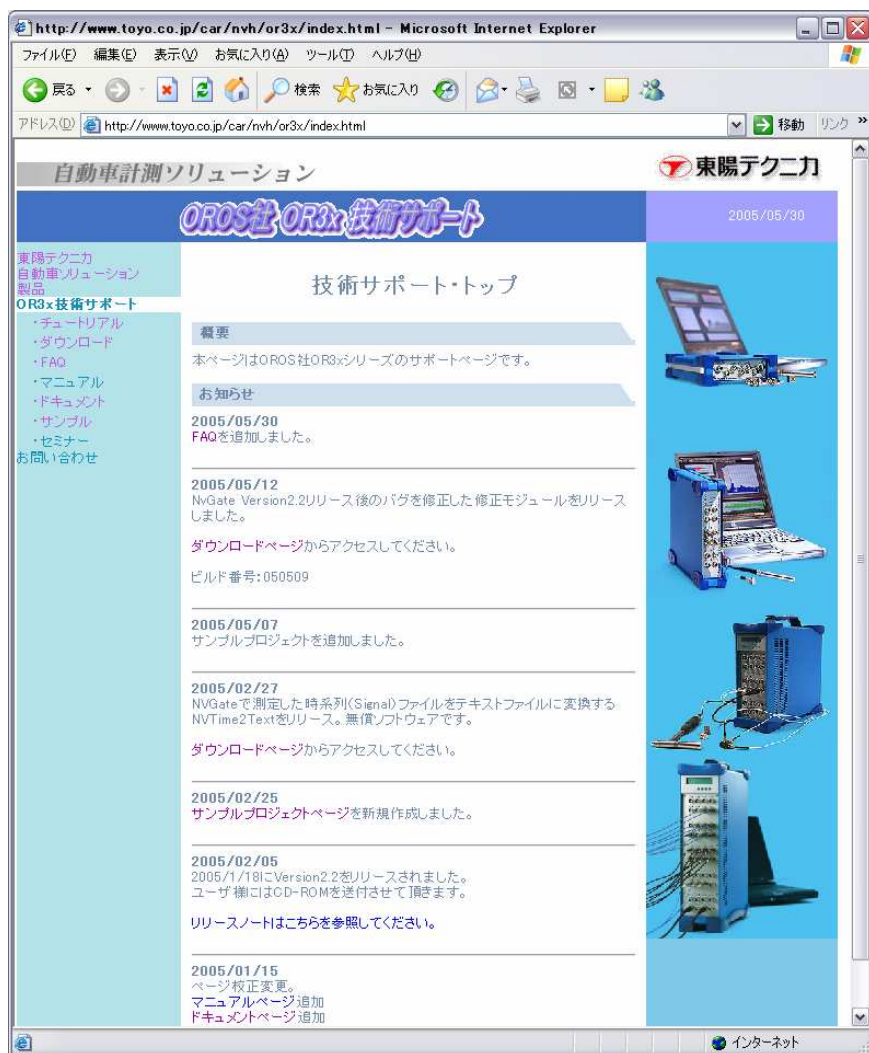 http://www.toyo.co.jp/car/nvh/or3x/index.html - Microsoft Internet Explorer
ファイル(F) 編集(E) 表示(V) お気に入り(A) ツール(T) ヘルプ(H)
戻る 検索 お気に入り
アドレス(D) http://www.toyo.co.jp/car/nvh/or3x/index.html 移動 リンク »
自動車計測ソリューション
東陽テクニカ
OROS社 OR3x 技術サポート
2005/05/30
東陽テクニカ
自動車ソリューション
製品
OR3x技術サポート
・チュートリアル
・ダウンロード
・FAQ
・マニュアル
・ドキュメント
・サンプル
・セミナー
お問い合わせ
技術サポート・トップ
概要
本ページはOROS社OR3xシリーズのサポートページです。
お知らせ
2005/05/30
FAQを追加しました。
2005/05/12
NvGate Version2.2リリース後のバグを修正した修正モジュールをリリース
しました。
ダウンロードページからアクセスしてください。
ビルド番号:050509
2005/05/07
サンプルプロジェクトを追加しました。
2005/02/27
NVGateで測定した時系列(Signal)ファイルをテキストファイルに変換する
NVTime2Textをリリース。無償ソフトウェアです。
ダウンロードページからアクセスしてください。
2005/02/25
サンプルプロジェクトページを新規作成しました。
2005/02/05
2005/1/18にVersion2.2をリリースされました。
ユーザ様にはCD-ROMを送付させて頂きます。
リリースノートはこちらを参照してください。
2005/01/15
ページ校正変更。
マニュアルページ追加
ドキュメントページ追加
インターネット